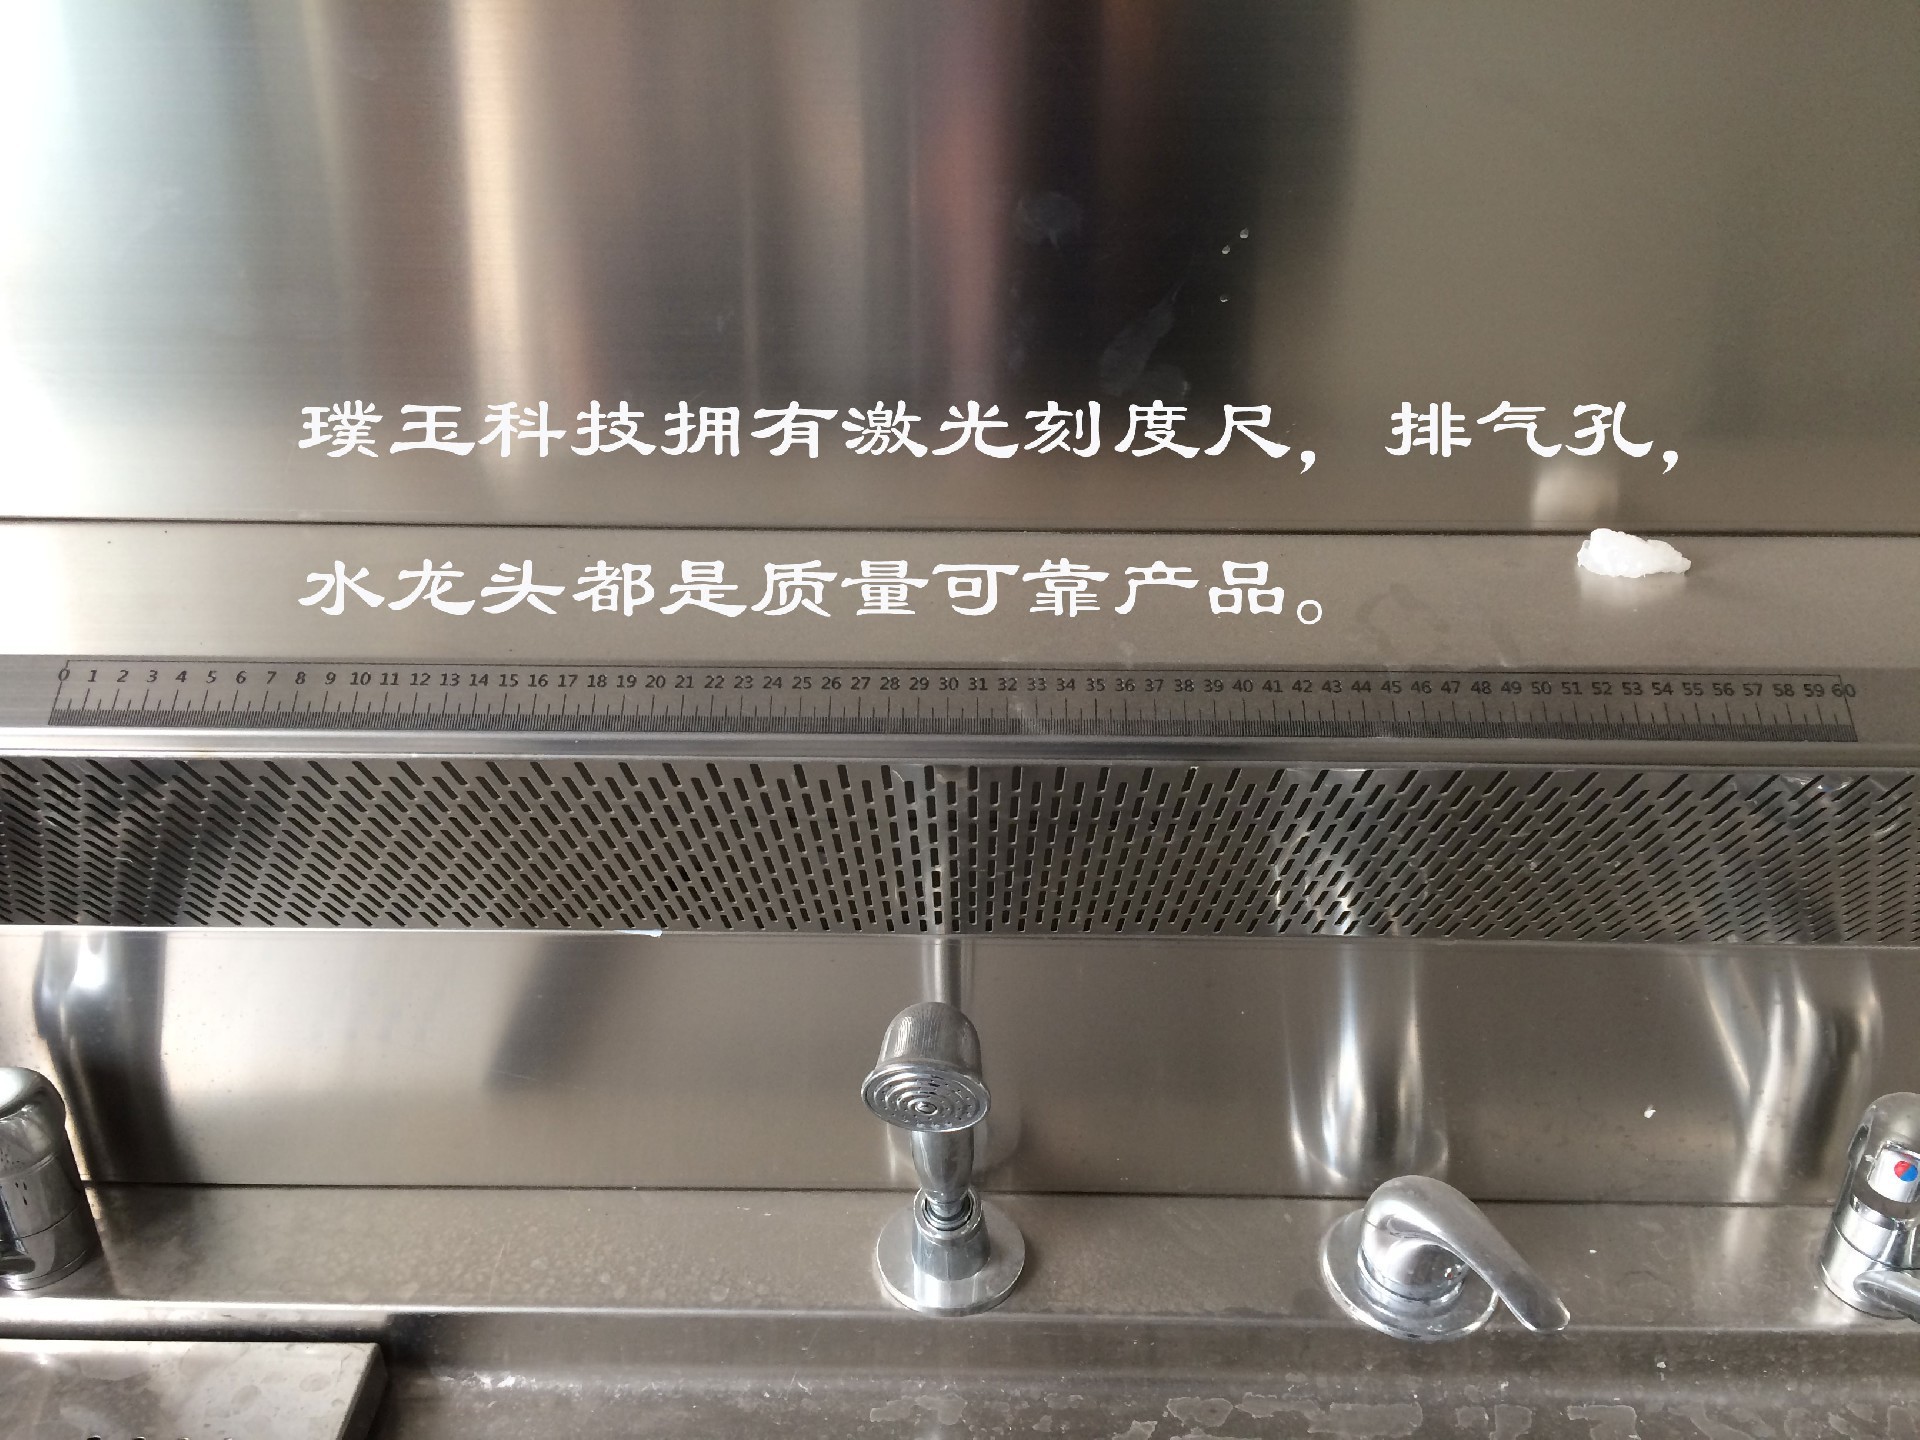 璞玉科技拥有激光刻度尺，排气孔，
水龙头都是质量可靠产品。
0 1 2 3 4 5 6 7 8 9 10 11 12 13 14 15 16 17 18 19 20 21 22 23 24 25 26 27 28 29 30 31 32 33 34 35 36 37 38 39 40 41 42 43 44 45 46 47 48 49 50 51 52 53 54 55 56 57 58 59 60